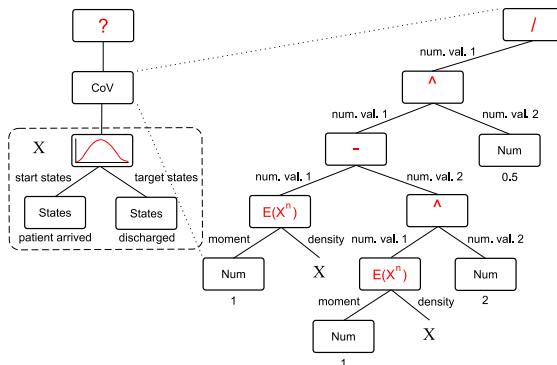 ?
/
num. val. 1
CoV
^
num. val. 1
num. val. 2
X
-
Num
0.5
start states
target states
num. val. 1
num. val. 2
States
States
E(Xⁿ)
^
patient arrived
discharged
moment
density
num. val. 1
num. val. 2
Num
X
E(Xⁿ)
Num
1
2
moment
density
Num
X
1